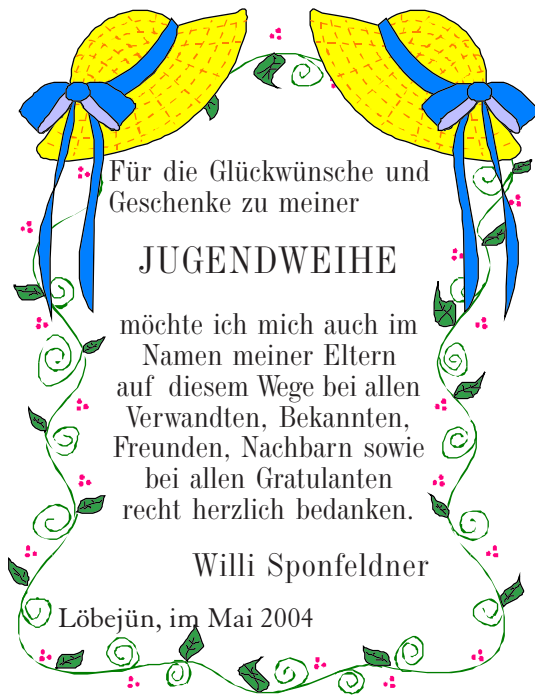 Für die Glückwünsche und
Geschenke zu meiner
JUGENDWEIHE
möchte ich mich auch im
Namen meiner Eltern
auf diesem Wege bei allen
Verwandten, Bekannten,
Freunden, Nachbarn sowie
bei allen Gratulanten
recht herzlich bedanken.
Willi Sponfeldner
Löbejün, im Mai 2004